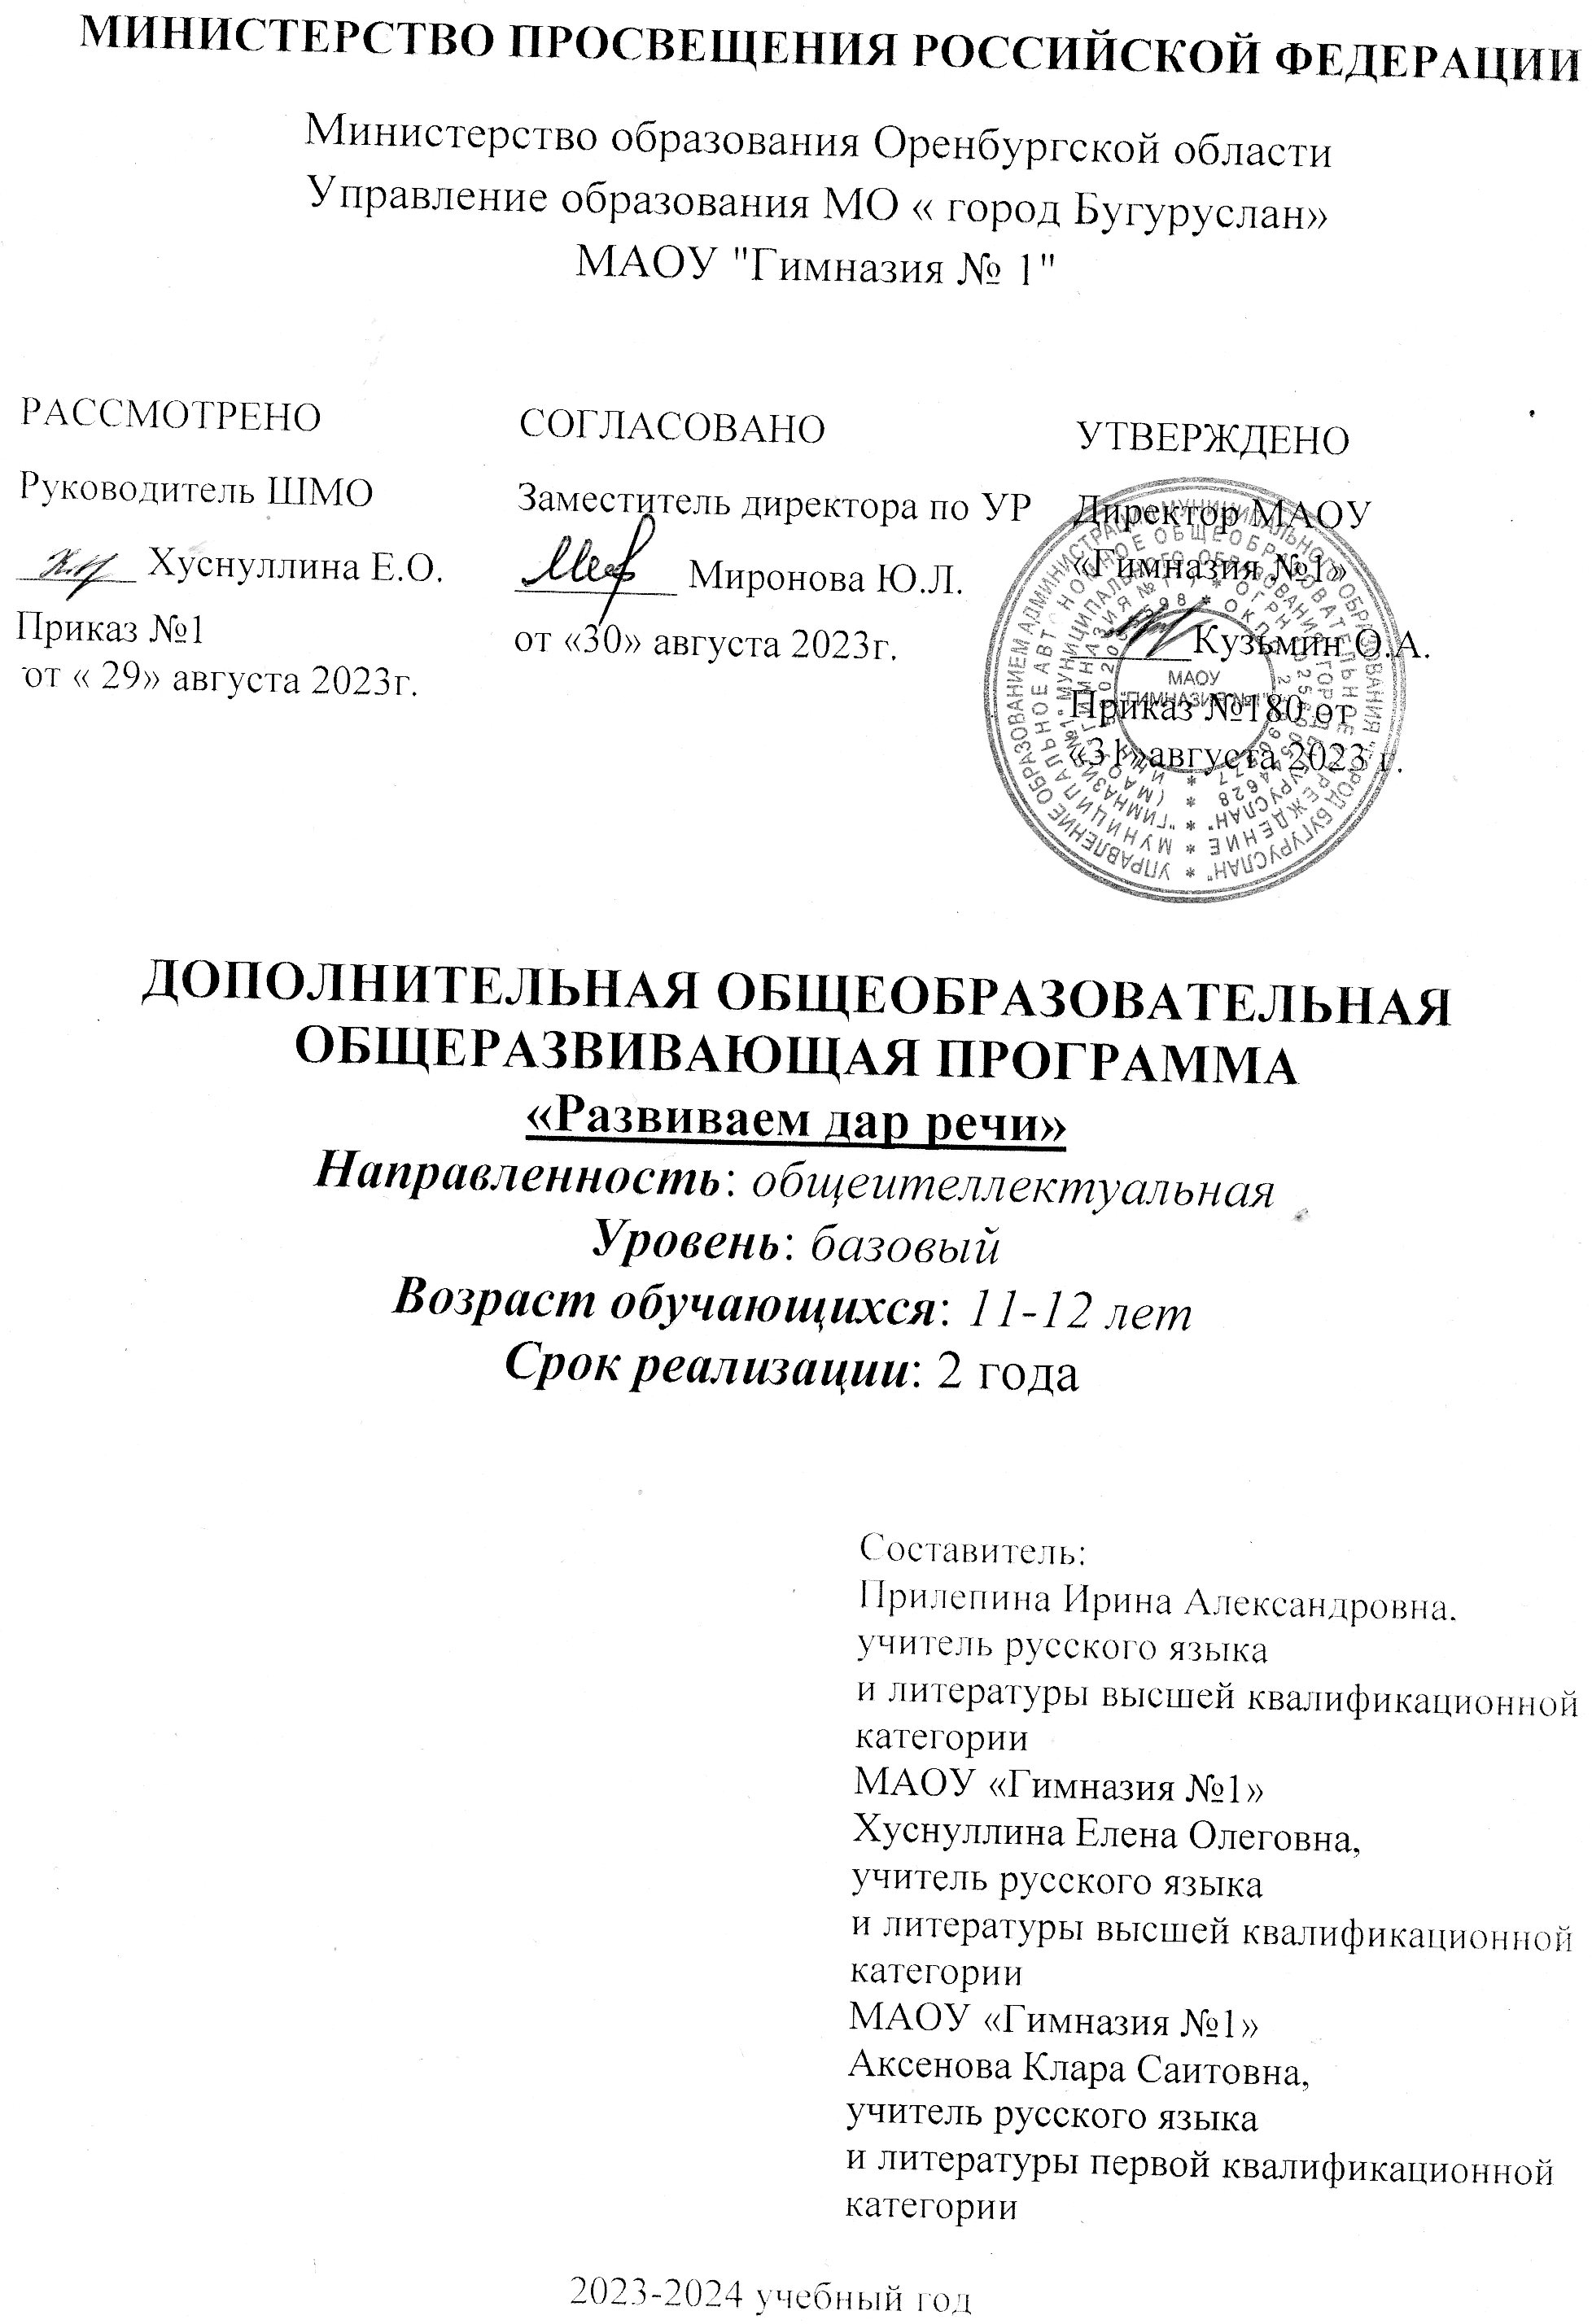 МИНИСТЕРСТВО ПРОСВЕЩЕНИЯ РОССИЙСКОЙ ФЕДЕРАЦИИ
Министерство образования Оренбургской области
Управление образования МО « город Бугуруслан»
МАОУ "Гимназия № 1"
РАССМОТРЕНО
Руководитель ШМО
Хуснуллина Е.О.
Приказ №1
от « 29» августа 2023г.
СОГЛАСОВАНО
Заместитель директора по УР
Миронова Ю.Л.
от «30» августа 2023г.
УТВЕРЖДЕНО
Директор МАОУ
«Гимназия №1»
Кузьмин О.А.
Приказ №180 от
«31»августа 2023 г.
МАОУ
"ГИМНАЗИЯ №1"
ДОПОЛНИТЕЛЬНАЯ ОБЩЕОБРАЗОВАТЕЛЬНАЯ
ОБЩЕРАЗВИВАЮЩАЯ ПРОГРАММА
«Развиваем дар речи»
Направленность: общеителлектуальная
Уровень: базовый
Возраст обучающихся: 11-12 лет
Срок реализации: 2 года
Составитель:
Прилепина Ирина Александровна.
учитель русского языка
и литературы высшей квалификационной
категории
МАОУ «Гимназия №1»
Хуснуллина Елена Олеговна,
учитель русского языка
и литературы высшей квалификационной
категории
МАОУ «Гимназия №1»
Аксенова Клара Саитовна,
учитель русского языка
и литературы первой квалификационной
категории
2023-2024 учебный год